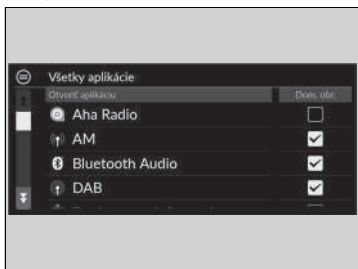 Všetky aplikácie
Otvoriť aplikáciu Dom. obr.
Aha Radio
AM
Bluetooth Audio
DAB